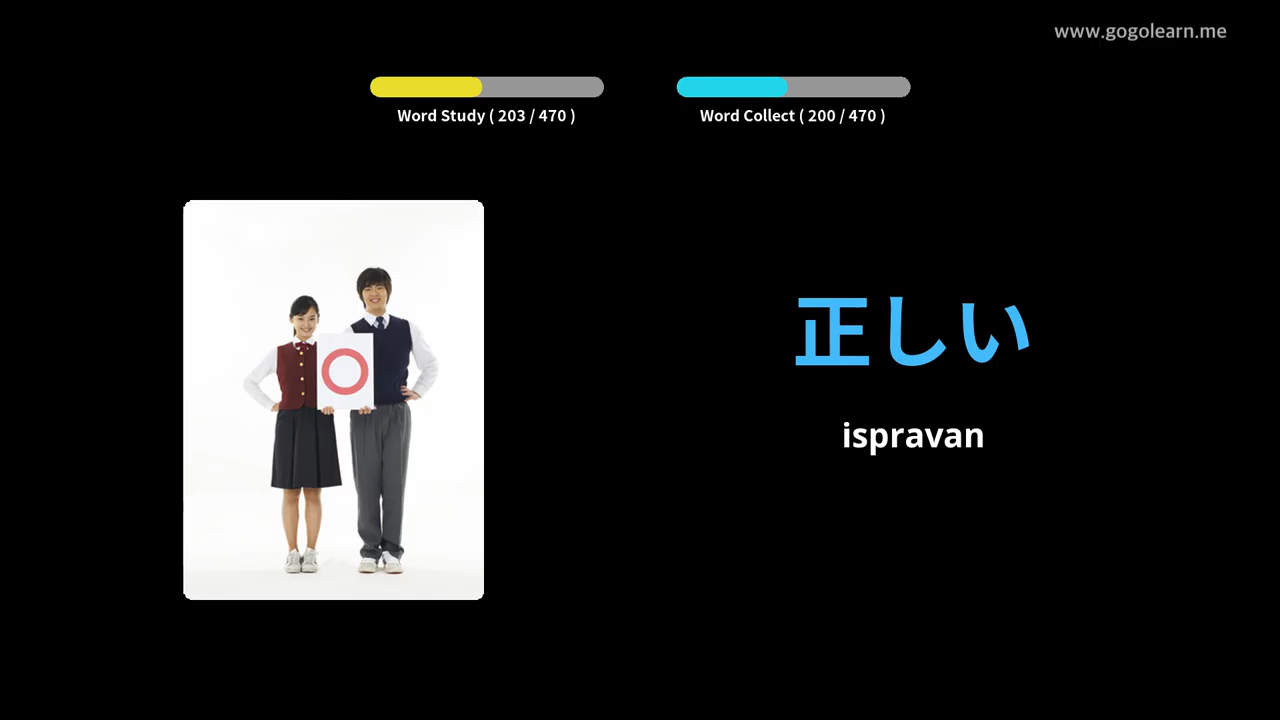 www.gogolearn.me
Word Study ( 203 / 470 )
Word Collect ( 200 / 470 )
正しい
ispravan